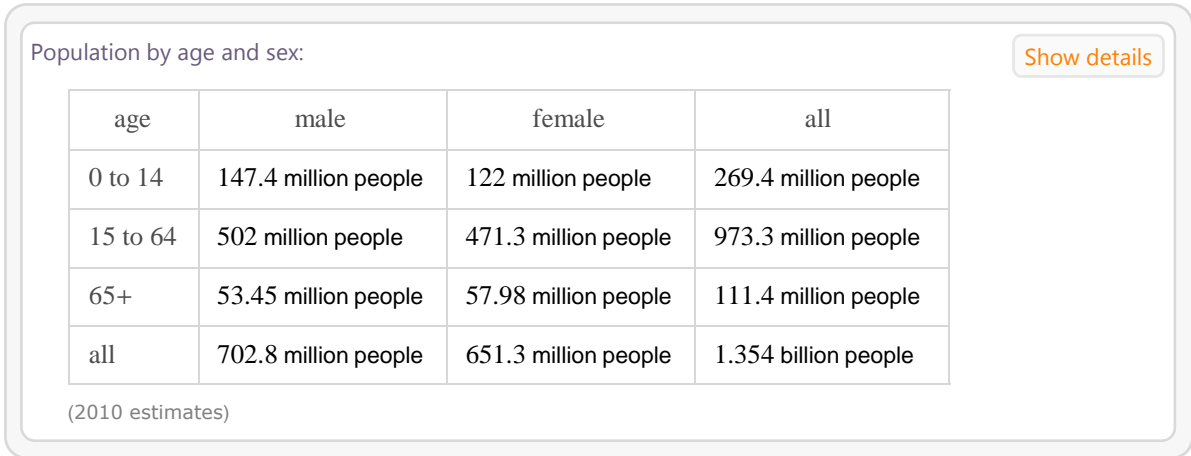 Population by age and sex:
Show details
age male female all
0 to 14 147.4 million people 122 million people 269.4 million people
15 to 64 502 million people 471.3 million people 973.3 million people
65+ 53.45 million people 57.98 million people 111.4 million people
all 702.8 million people 651.3 million people 1.354 billion people
(2010 estimates)